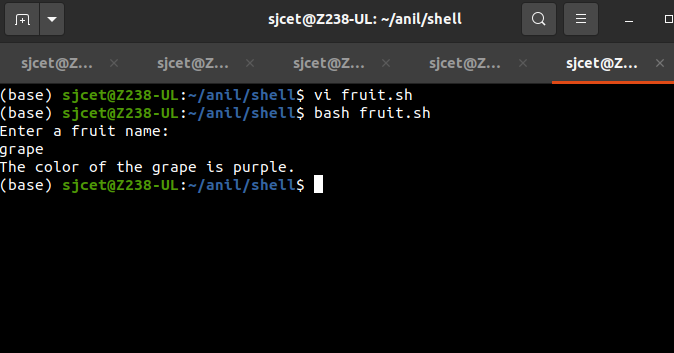 sjcet@Z238-UL: ~/anil/shell
sjcet@Z... × sjcet@Z... × sjcet@Z... × sjcet@Z... × sjcet@Z... ×
(base) sjcet@Z238-UL:~/anil/shell$ vi fruit.sh
(base) sjcet@Z238-UL:~/anil/shell$ bash fruit.sh
Enter a fruit name:
grape
The color of the grape is purple.
(base) sjcet@Z238-UL:~/anil/shell$